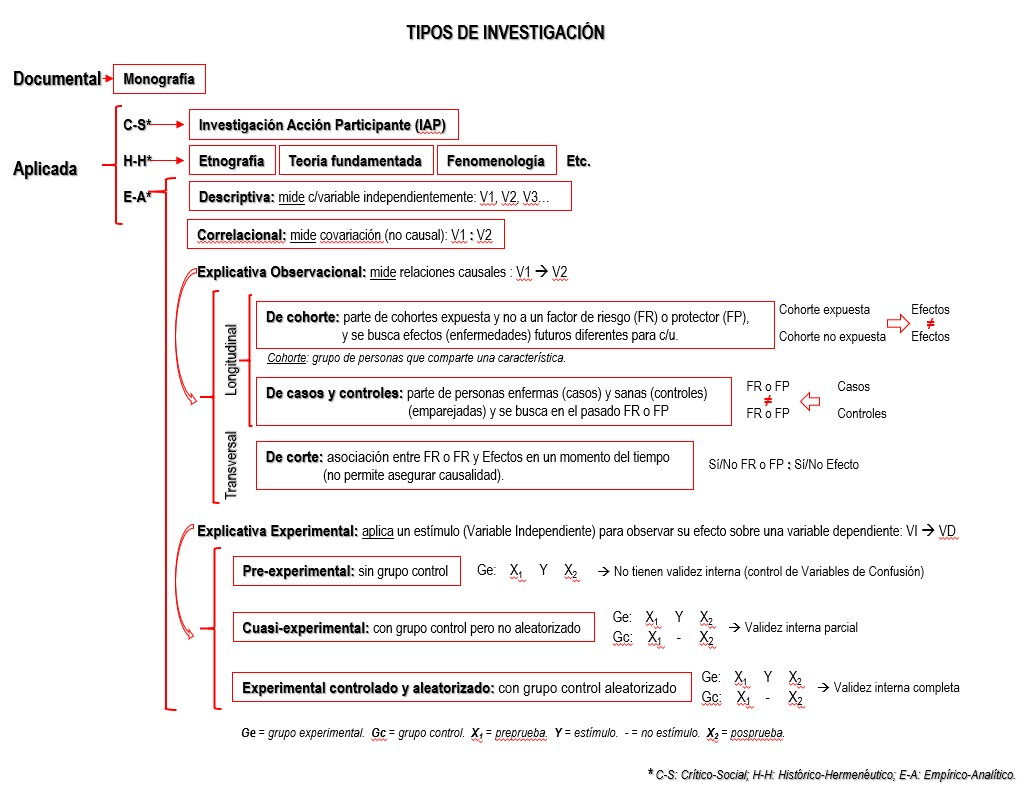 TIPOS DE INVESTIGACIÓN
Documental Monografía
C-S* Investigación Acción Participante (IAP)
Aplicada
H-H* Etnografía Teoría fundamentada Fenomenología Etc.
E-A* Descriptiva: mide c/variable independientemente: V1, V2, V3…
Correlacional: mide covariación (no causal): V1 : V2
Explicativa Observacional: mide relaciones causales : V1 → V2
Longitudinal
De cohorte: parte de cohortes expuesta y no a un factor de riesgo (FR) o protector (FP),
y se busca efectos (enfermedades) futuros diferentes para c/u.
Cohorte expuesta Efectos
≠
Cohorte no expuesta Efectos
Cohorte: grupo de personas que comparte una característica.
De casos y controles: parte de personas enfermas (casos) y sanas (controles)
(emparejadas) y se busca en el pasado FR o FP
FR o FP Casos
≠
FR o FP Controles
Transversal
De corte: asociación entre FR o FR y Efectos en un momento del tiempo
(no permite asegurar causalidad).
Sí/No FR o FP : Sí/No Efecto
Explicativa Experimental: aplica un estímulo (Variable Independiente) para observar su efecto sobre una variable dependiente: VI → VD.
Pre-experimental: sin grupo control Ge: X1 Y X2 → No tienen validez interna (control de Variables de Confusión)
Cuasi-experimental: con grupo control pero no aleatorizado
Ge: X1 Y X2
Gc: X1 - X2
→ Validez interna parcial
Experimental controlado y aleatorizado: con grupo control aleatorizado
Ge: X1 Y X2
Gc: X1 - X2
→ Validez interna completa
Ge = grupo experimental. Gc = grupo control. X1 = preprueba. Y = estímulo. - = no estímulo. X2 = posprueba.
* C-S: Crítico-Social; H-H: Histórico-Hermenéutico; E-A: Empírico-Analítico.